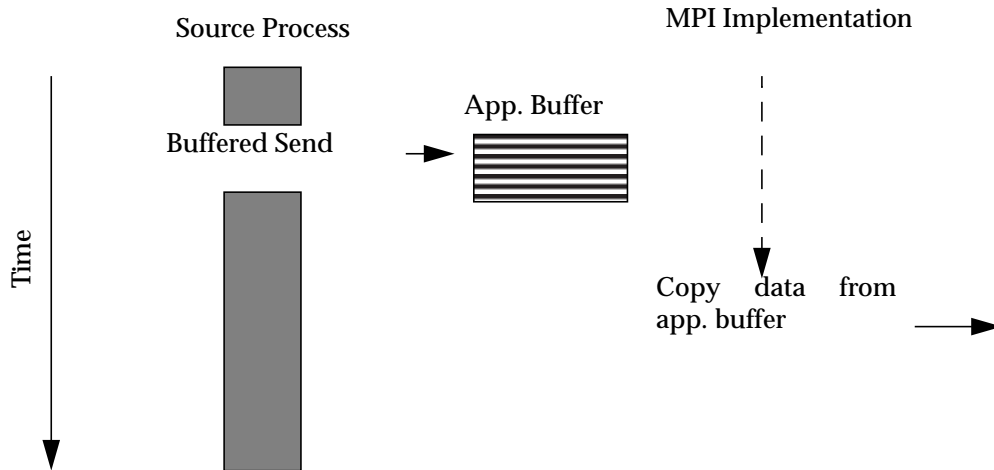 Source Process
MPI Implementation
App. Buffer
Buffered Send
Time
Copy data from
app. buffer